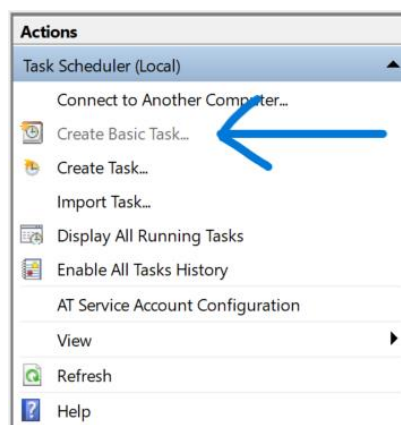 Actions
Task Scheduler (Local)
Connect to Another Computer...
Create Basic Task...
Create Task...
Import Task...
Display All Running Tasks
Enable All Tasks History
AT Service Account Configuration
View
Refresh
Help